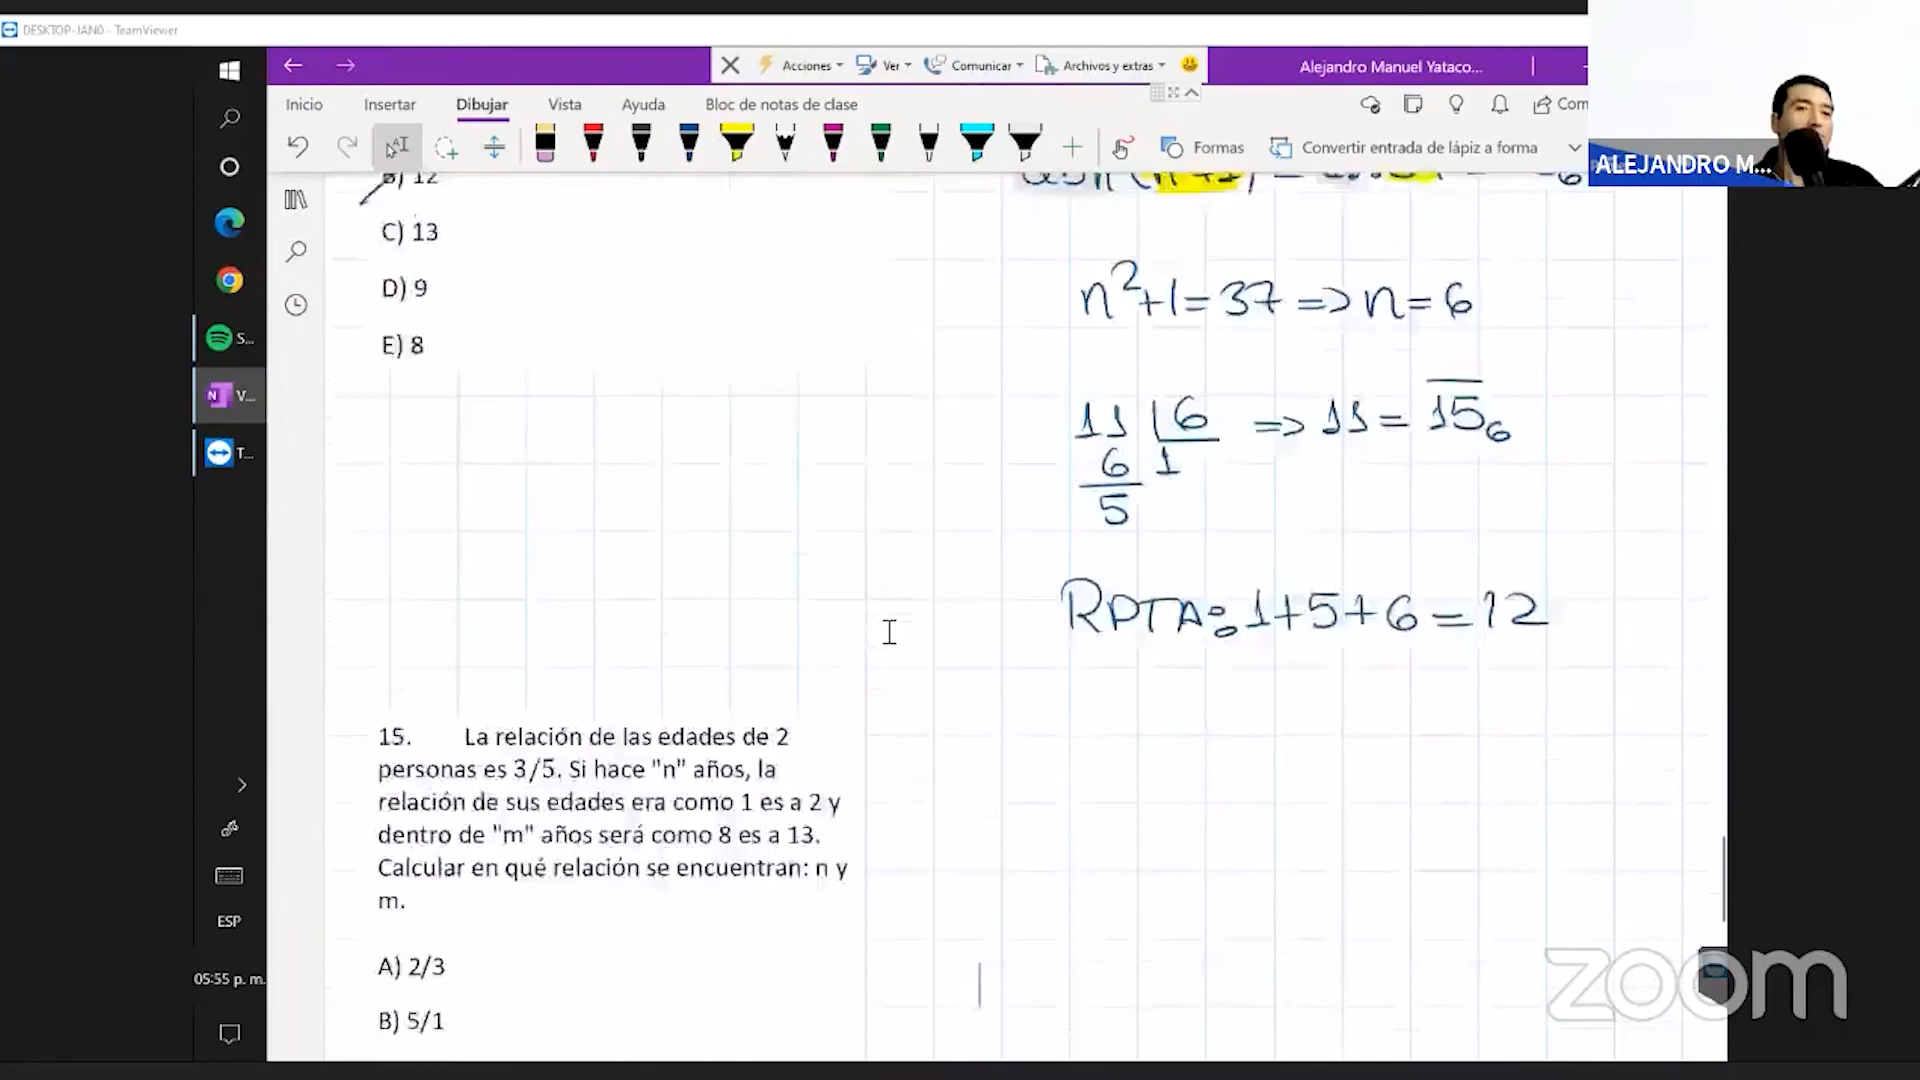 DESKTOP-JAN0 - TeamViewer
Acciones
Ver
Comunicar
Archivos y extras
Alejandro Manuel Yataco...
Inicio
Insertar
Dibujar
Vista
Ayuda
Bloc de notas de clase
Com
Formas
Convertir entrada de lápiz a forma
ALEJANDRO M...
B) 12
C) 13
D) 9
E) 8
n²+1=37 => n=6
11 |6 => 11 = 15₆
6 1
5
RPTA: 1+5+6=12
S...
N V...
T...
15. La relación de las edades de 2
personas es 3/5. Si hace "n" años, la
relación de sus edades era como 1 es a 2 y
dentro de "m" años será como 8 es a 13.
Calcular en qué relación se encuentran: n y
m.
A) 2/3
B) 5/1
ESP
05:55 p. m.
zoom